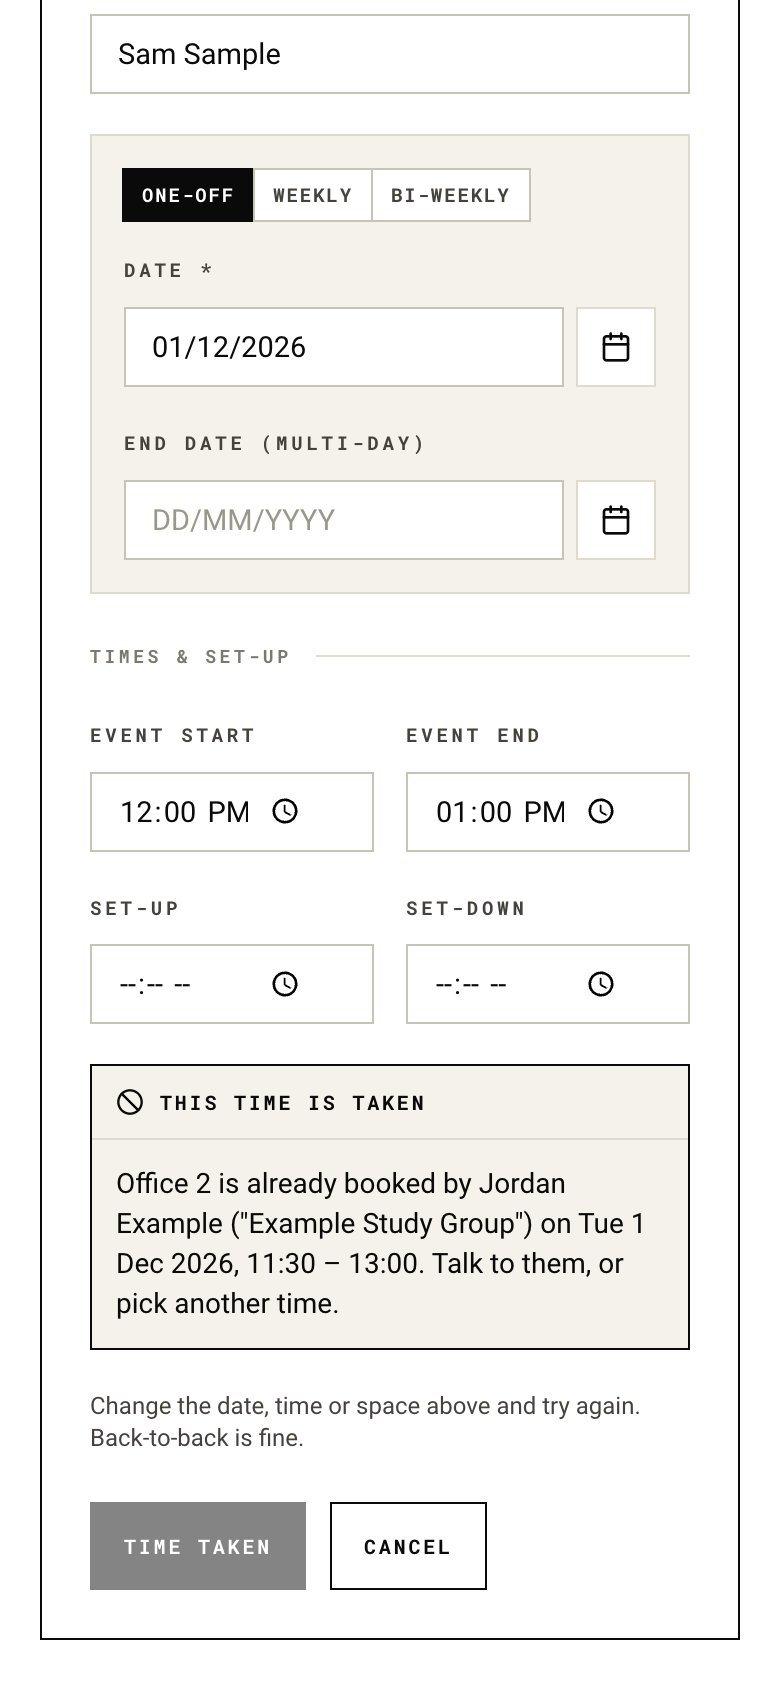 Sam Sample
ONE-OFF WEEKLY BI-WEEKLY
DATE *
01/12/2026
END DATE (MULTI-DAY)
DD/MM/YYYY
TIMES & SET-UP
EVENT START EVENT END
12:00 PM 01:00 PM
SET-UP SET-DOWN
--:-- -- --:-- --
THIS TIME IS TAKEN
Office 2 is already booked by Jordan
Example ("Example Study Group") on Tue 1
Dec 2026, 11:30 – 13:00. Talk to them, or
pick another time.
Change the date, time or space above and try again.
Back-to-back is fine.
TIME TAKEN CANCEL